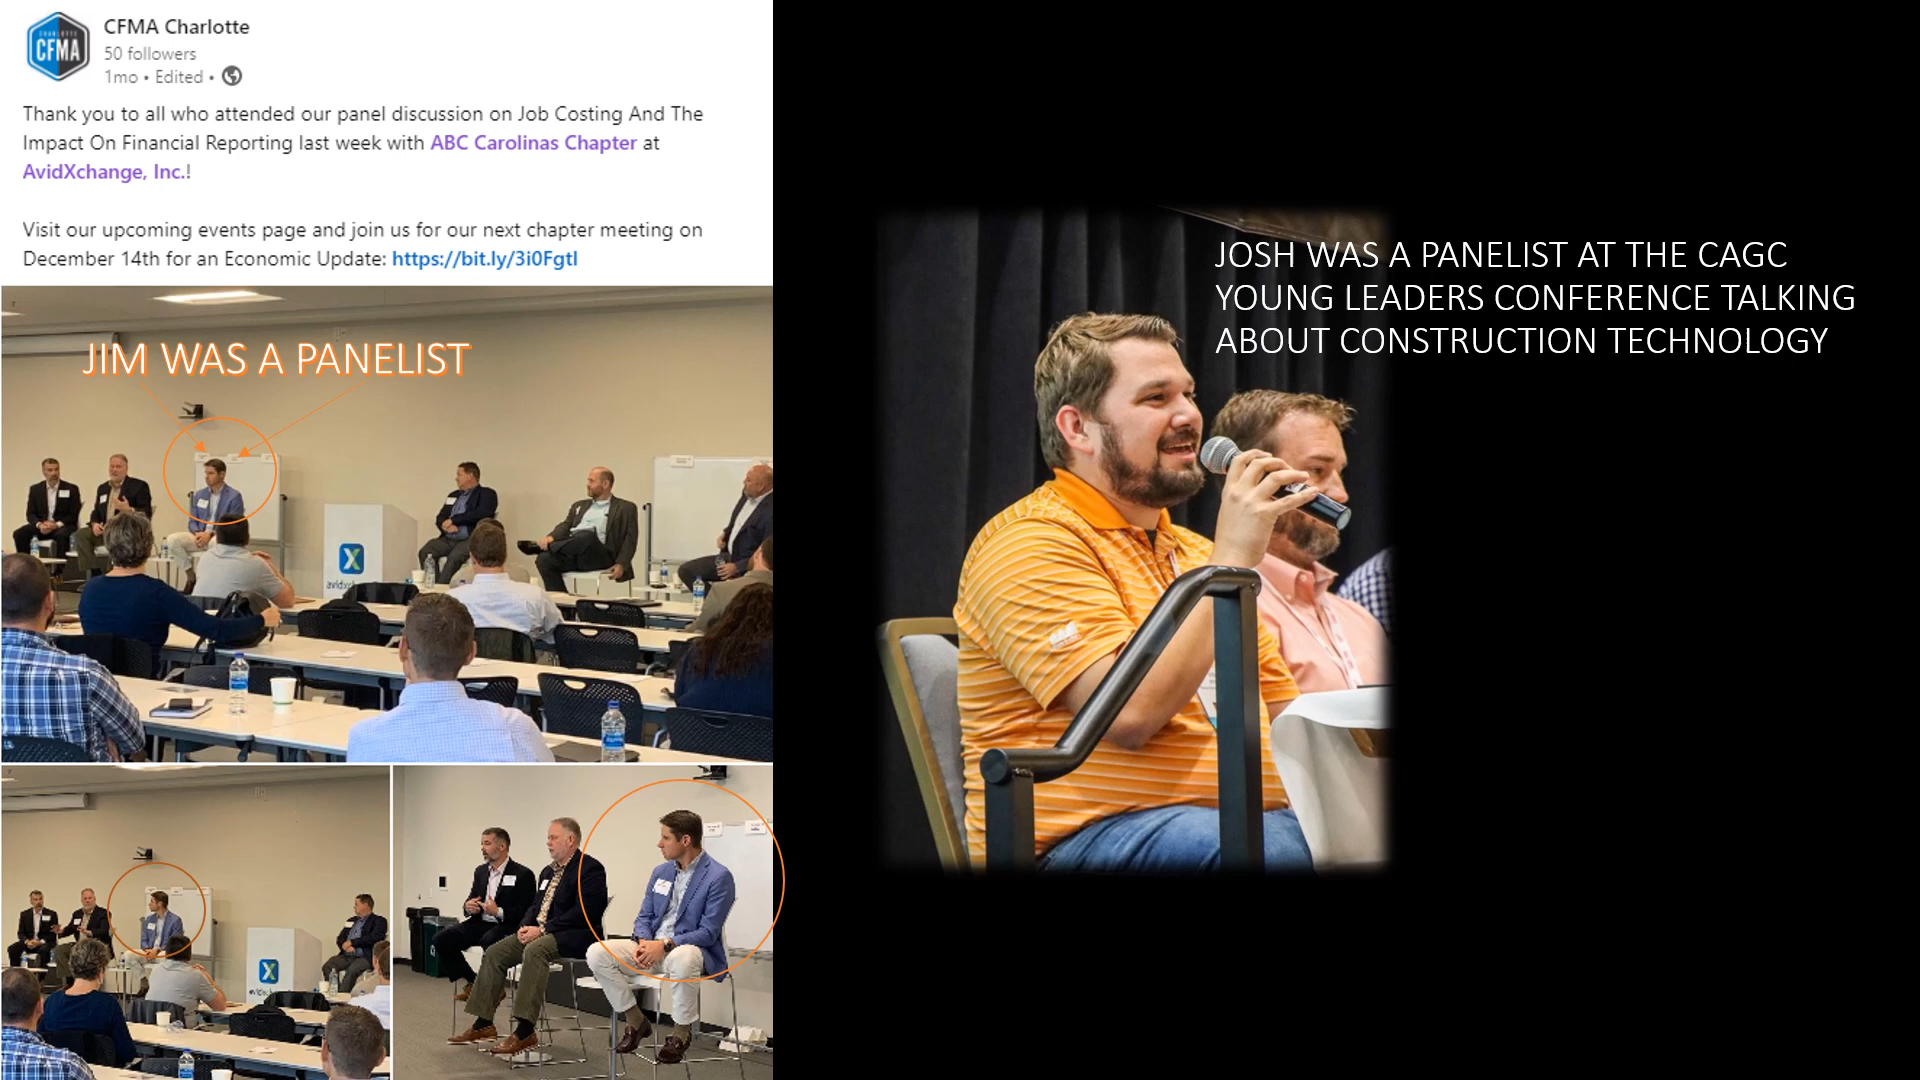 CHARLOTTE
CFMA
CFMA Charlotte
50 followers
1mo • Edited •
Thank you to all who attended our panel discussion on Job Costing And The
Impact On Financial Reporting last week with ABC Carolinas Chapter at
AvidXchange, Inc.!
Visit our upcoming events page and join us for our next chapter meeting on
December 14th for an Economic Update: https://bit.ly/3i0FgtI
JIM WAS A PANELIST
JOSH WAS A PANELIST AT THE CAGC
YOUNG LEADERS CONFERENCE TALKING
ABOUT CONSTRUCTION TECHNOLOGY